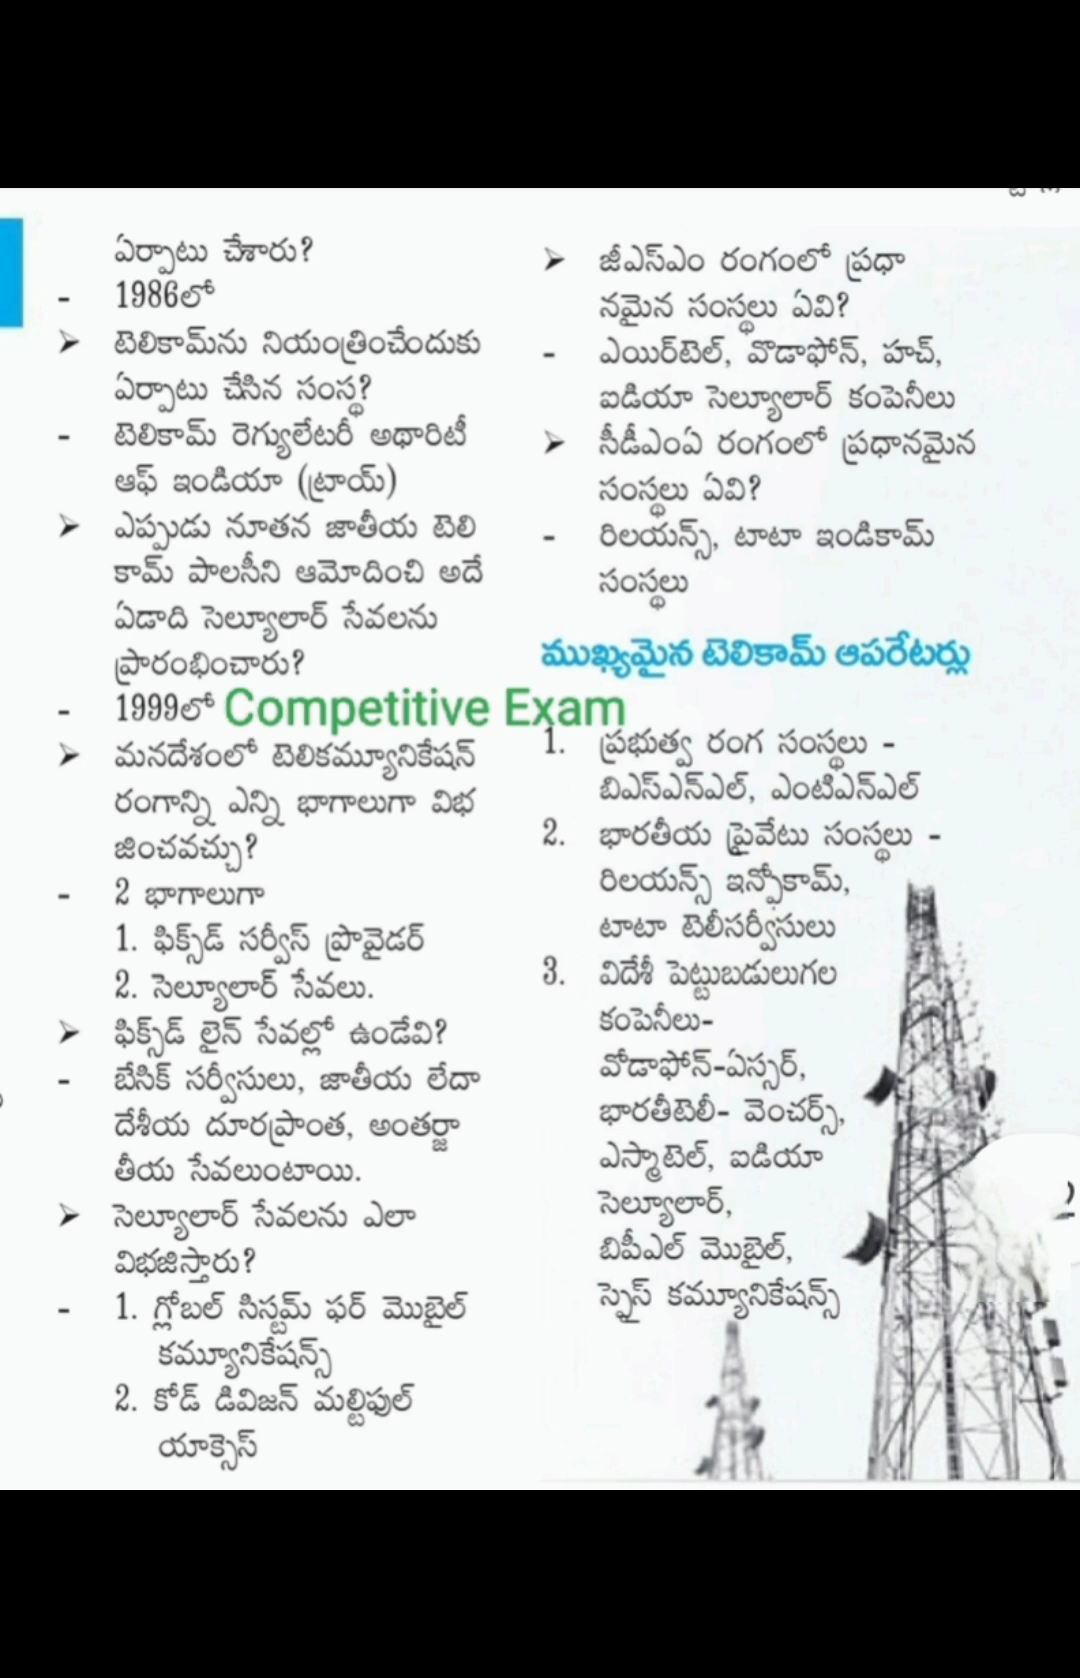 ఏర్పాటు చేశారు?
- 1986లో
➤ టెలికామ్‌ను నియంత్రించేందుకు
ఏర్పాటు చేసిన సంస్థ?
- టెలికామ్ రెగ్యులేటరీ అథారిటీ
ఆఫ్ ఇండియా (ట్రాయ్)
➤ ఎప్పుడు నూతన జాతీయ టెలి
కామ్ పాలసీని ఆమోదించి అదే
ఏడాది సెల్యూలార్ సేవలను
ప్రారంభించారు?
- 1999లో
Competitive Exam
➤ మనదేశంలో టెలికమ్యూనికేషన్
రంగాన్ని ఎన్ని భాగాలుగా విభ
జించవచ్చు?
- 2 భాగాలుగా
1. ఫిక్స్‌డ్ సర్వీస్ ప్రొవైడర్
2. సెల్యూలార్ సేవలు.
➤ ఫిక్స్‌డ్ లైన్ సేవల్లో ఉండేవి?
- బేసిక్ సర్వీసులు, జాతీయ లేదా
దేశీయ దూరప్రాంత, అంతర్జా
తీయ సేవలుంటాయి.
➤ సెల్యూలార్ సేవలను ఎలా
విభజిస్తారు?
- 1. గ్లోబల్ సిస్టమ్ ఫర్ మొబైల్
కమ్యూనికేషన్స్
2. కోడ్ డివిజన్ మల్టిఫుల్
యాక్సెస్
➤ జీఎస్ఎం రంగంలో ప్రధా
నమైన సంస్థలు ఏవి?
- ఎయిర్‌టెల్, వొడాఫోన్, హచ్,
ఐడియా సెల్యూలార్ కంపెనీలు
➤ సీడీఎంఏ రంగంలో ప్రధానమైన
సంస్థలు ఏవి?
- రిలయన్స్, టాటా ఇండికామ్
సంస్థలు
ముఖ్యమైన టెలికామ్ ఆపరేటర్లు
1. ప్రభుత్వ రంగ సంస్థలు -
బిఎస్ఎన్ఎల్, ఎంటిఎన్ఎల్
2. భారతీయ ప్రైవేటు సంస్థలు -
రిలయన్స్ ఇన్ఫోకామ్,
టాటా టెలీసర్వీసులు
3. విదేశీ పెట్టుబడులుగల
కంపెనీలు-
వోడాఫోన్-ఏస్సర్,
భారతీటెలీ- వెంచర్స్,
ఎస్మాటెల్, ఐడియా
సెల్యూలార్,
బిపీఎల్ మొబైల్,
స్పైస్ కమ్యూనికేషన్స్